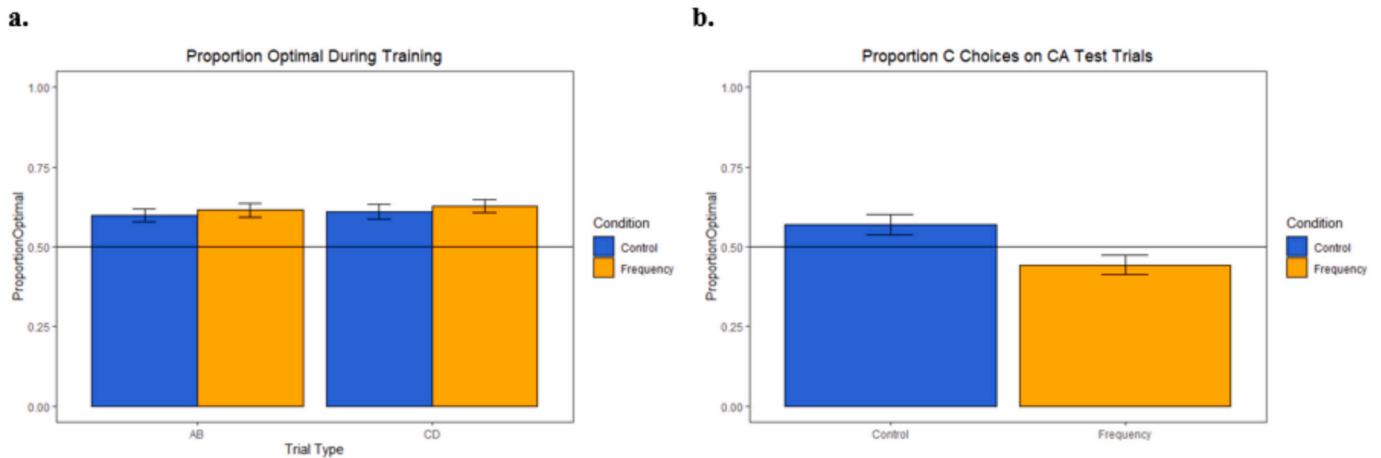 a.
Proportion Optimal During Training
1.00
0.75
0.50
0.25
0.00
ProportionOptimal
AB
CD
Trial Type
Condition
Control
Frequency
b.
Proportion C Choices on CA Test Trials
1.00
0.75
0.50
0.25
0.00
ProportionOptimal
Control
Frequency
Condition
Control
Frequency